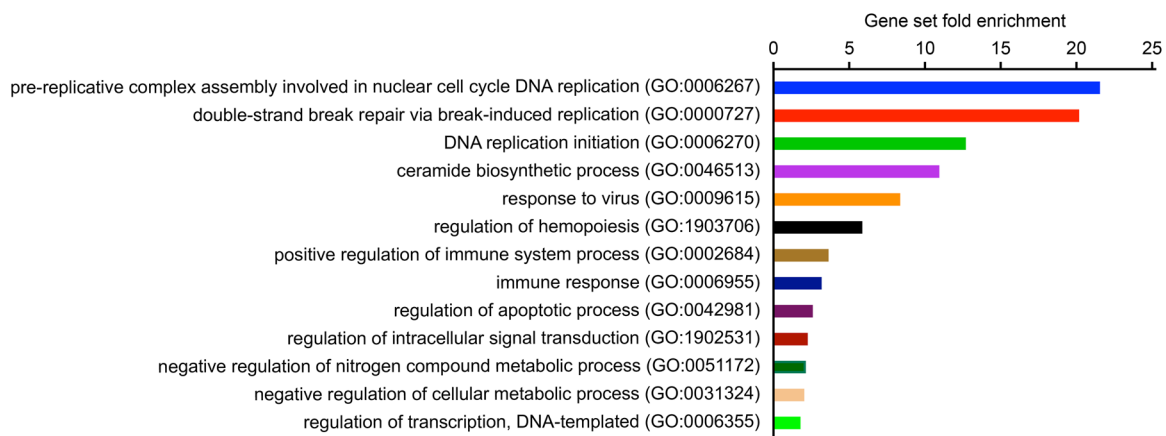 Gene set fold enrichment
0 5 10 15 20 25
pre-replicative complex assembly involved in nuclear cell cycle DNA replication (GO:0006267)
double-strand break repair via break-induced replication (GO:0000727)
DNA replication initiation (GO:0006270)
ceramide biosynthetic process (GO:0046513)
response to virus (GO:0009615)
regulation of hemopoiesis (GO:1903706)
positive regulation of immune system process (GO:0002684)
immune response (GO:0006955)
regulation of apoptotic process (GO:0042981)
regulation of intracellular signal transduction (GO:1902531)
negative regulation of nitrogen compound metabolic process (GO:0051172)
negative regulation of cellular metabolic process (GO:0031324)
regulation of transcription, DNA-templated (GO:0006355)